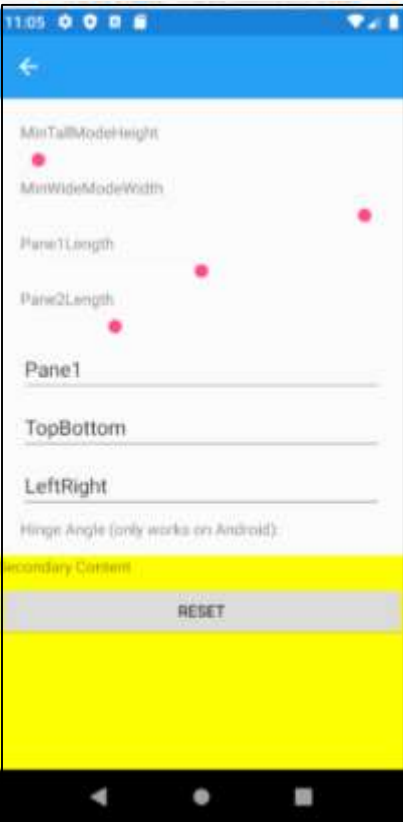 11:05
MinTallModeHeight
MinWideModeWidth
Pane1Length
Pane2Length
Pane1
TopBottom
LeftRight
Hinge Angle (only works on Android):
Secondary Content
RESET